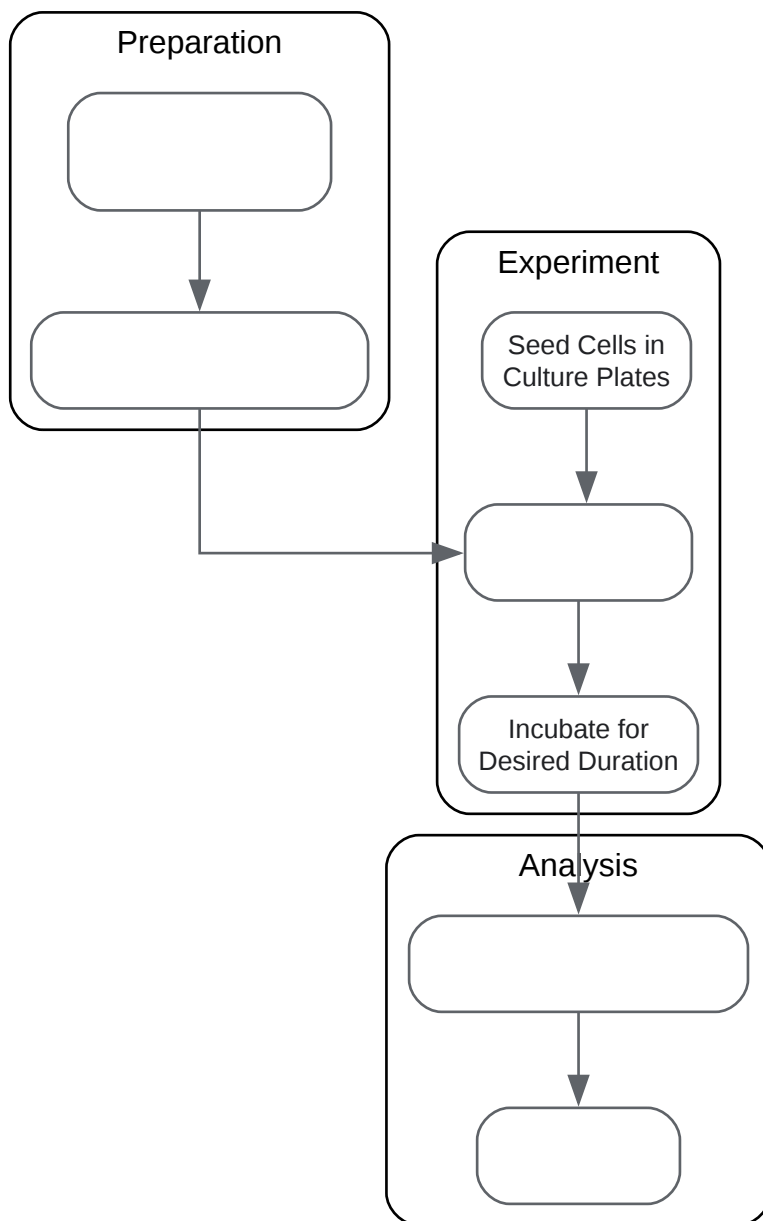 Preparation
Experiment
Seed Cells in
Culture Plates
Incubate for
Desired Duration
Analysis